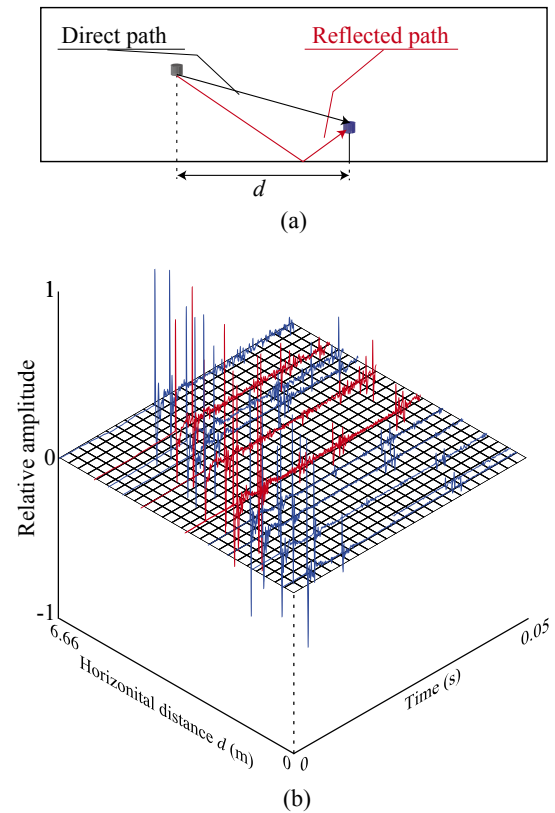 Direct path
Reflected path
d
(a)
1
0
-1
Relative amplitude
6.66
Horizonital distance d (m)
0
0
Time (s)
0.05
(b)